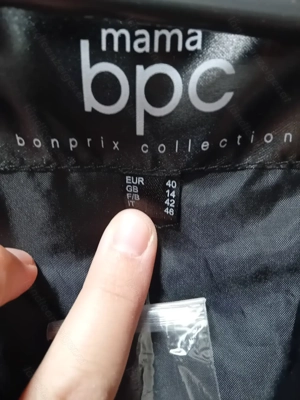 mama
bpc
bonprix collection
EUR 40
GB 14
F/B 42
IT 46